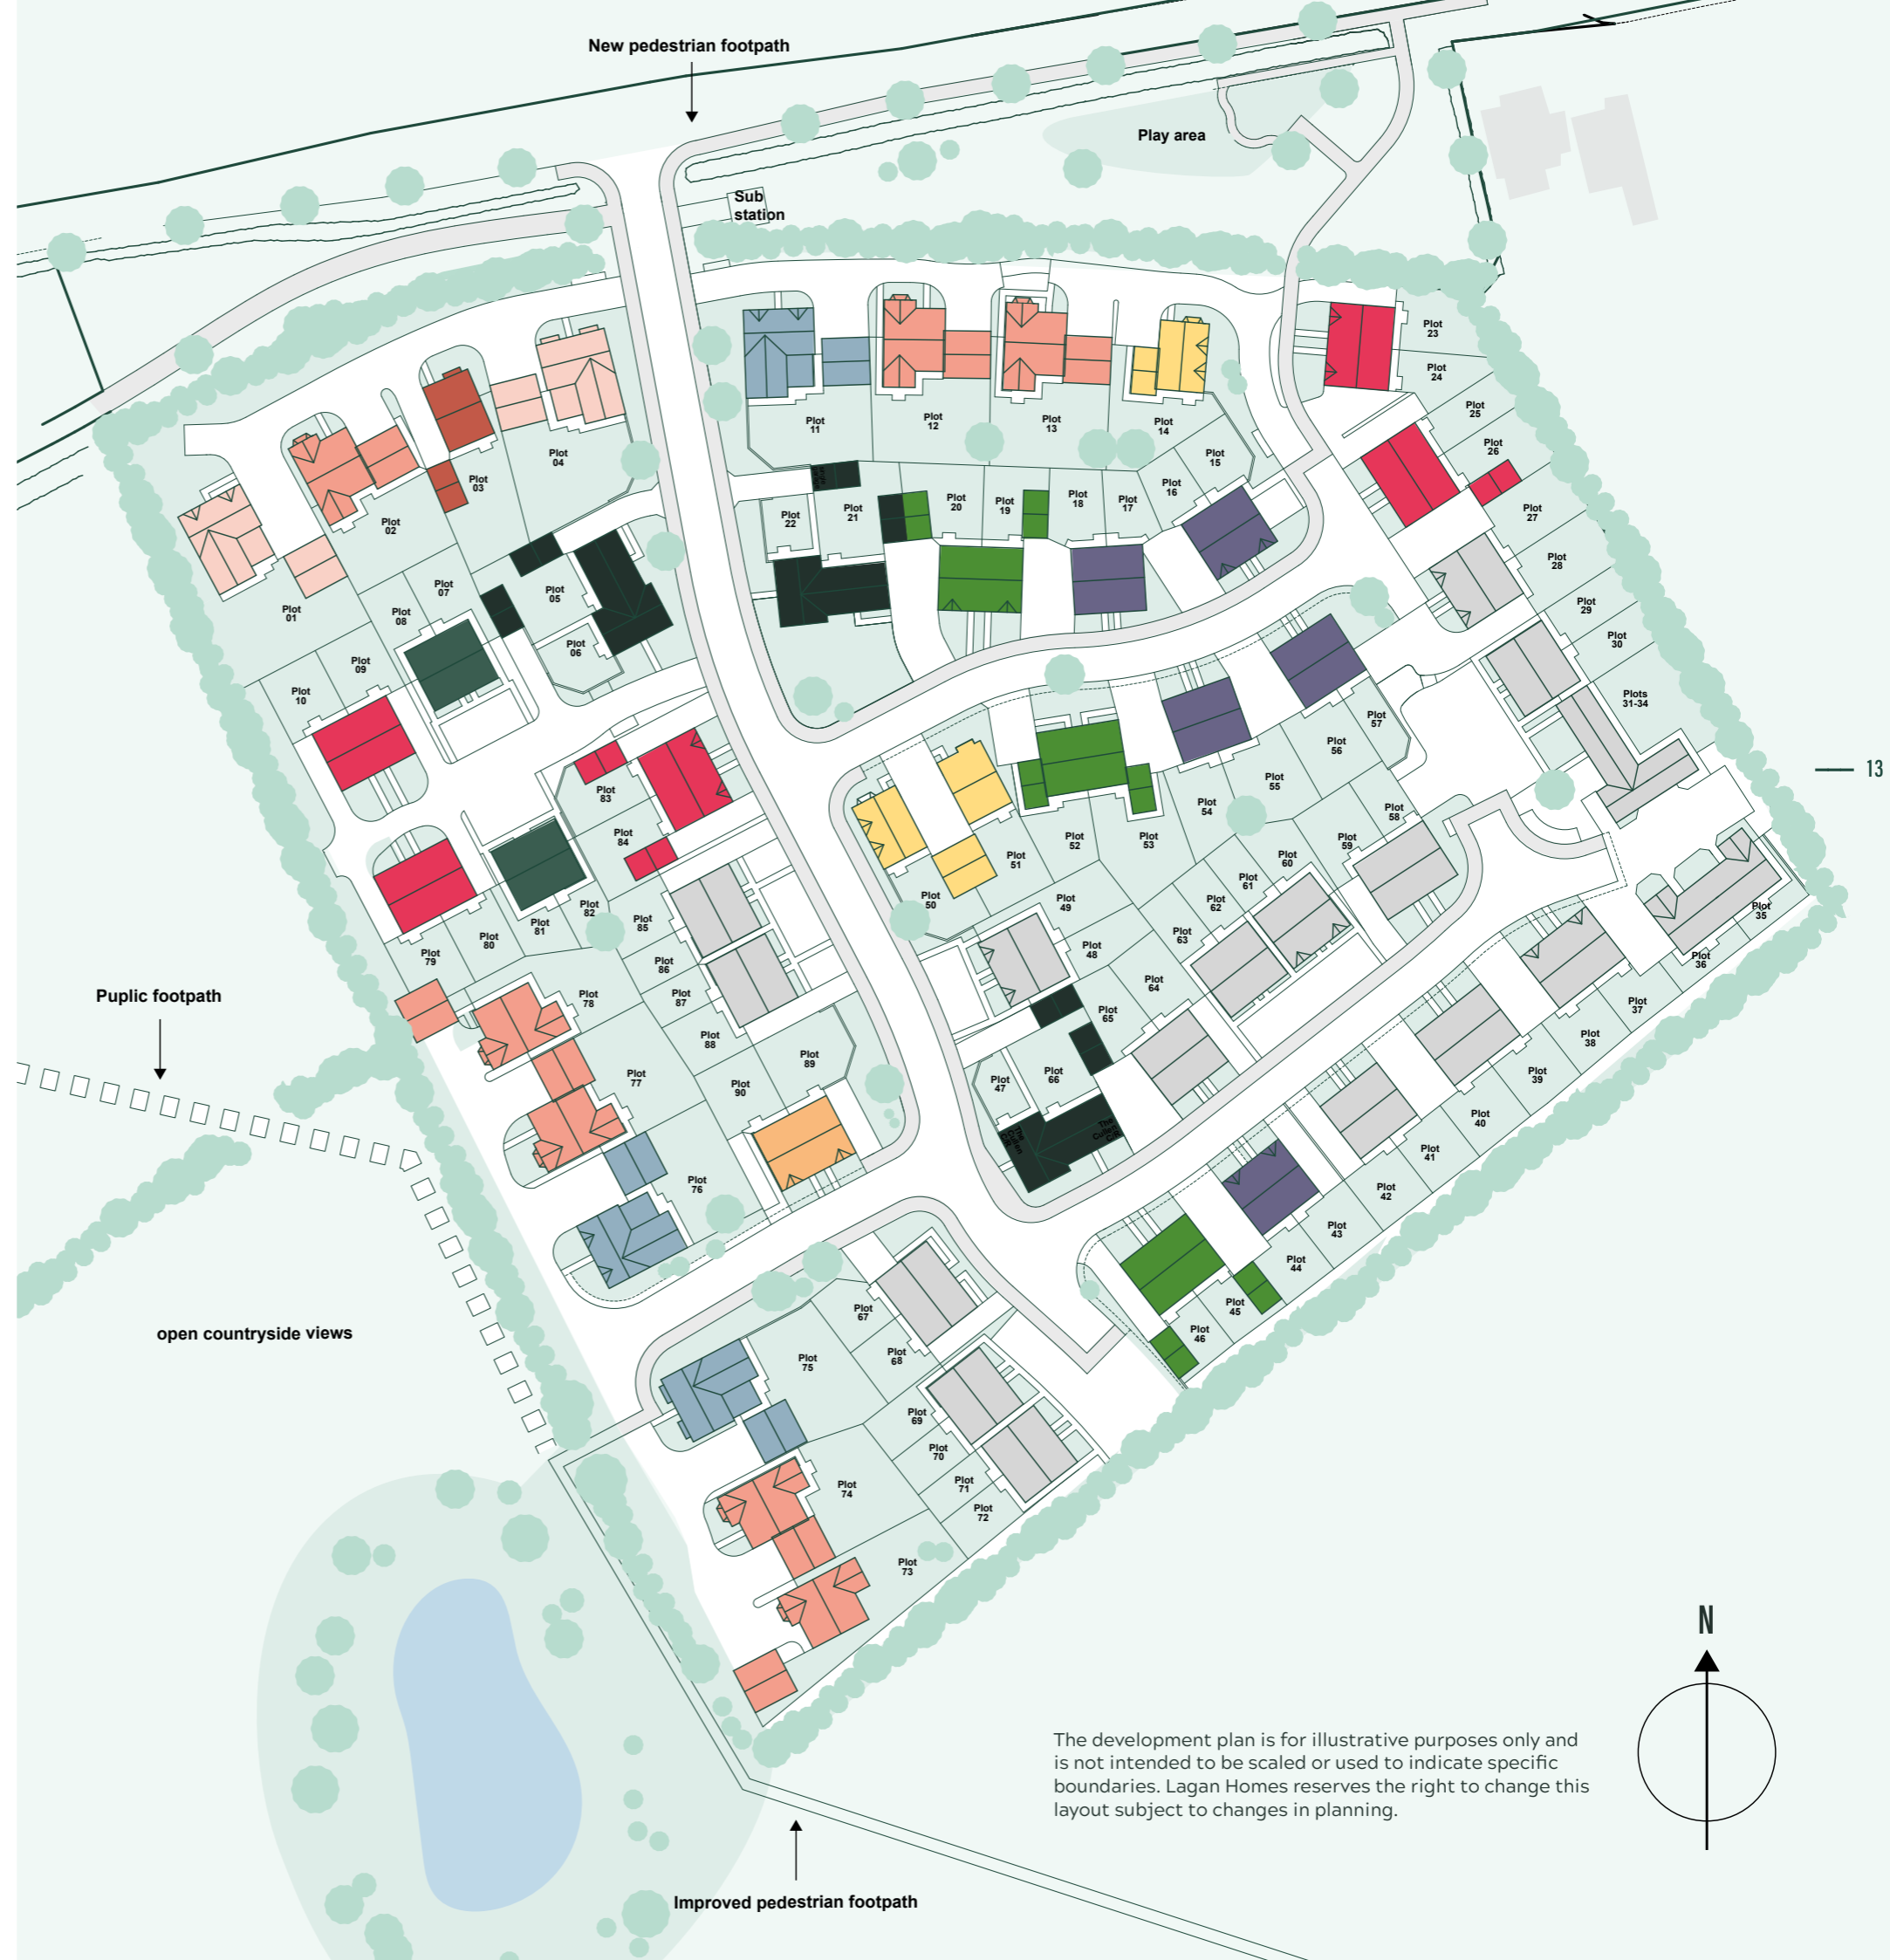 New pedestrian footpath
Play area
Sub
station
Plot
23
Plot
24
Plot
25
Plot
26
Plot
27
Plot
28
Plot
29
Plot
30
Plots
31-34
Plot
11
Plot
12
Plot
13
Plot
14
Plot
15
Plot
16
Plot
17
Plot
18
Plot
19
Plot
20
Plot
21
Plot
22
Plot
04
Plot
03
Plot
02
Plot
01
Plot
05
Plot
06
Plot
07
Plot
08
Plot
09
Plot
10
Plot
57
Plot
56
Plot
55
Plot
54
Plot
53
Plot
52
Plot
51
Plot
50
Plot
49
Plot
48
Plot
58
Plot
59
Plot
60
Plot
61
Plot
62
Plot
63
Plot
64
Plot
65
Plot
66
Plot
47
The
Cullen
The
Cullen
13
Plot
83
Plot
84
Plot
82
Plot
81
Plot
80
Plot
79
Plot
85
Plot
86
Plot
87
Plot
88
Plot
89
Plot
90
Plot
78
Plot
77
Plot
76
Plot
35
Plot
36
Plot
37
Plot
38
Plot
39
Plot
40
Plot
41
Plot
42
Plot
43
Plot
44
Plot
45
Plot
46
Puplic footpath
open countryside views
Plot
67
Plot
68
Plot
75
Plot
69
Plot
70
Plot
71
Plot
72
Plot
74
Plot
73
N
The development plan is for illustrative purposes only and
is not intended to be scaled or used to indicate specific
boundaries. Lagan Homes reserves the right to change this
layout subject to changes in planning.
Improved pedestrian footpath